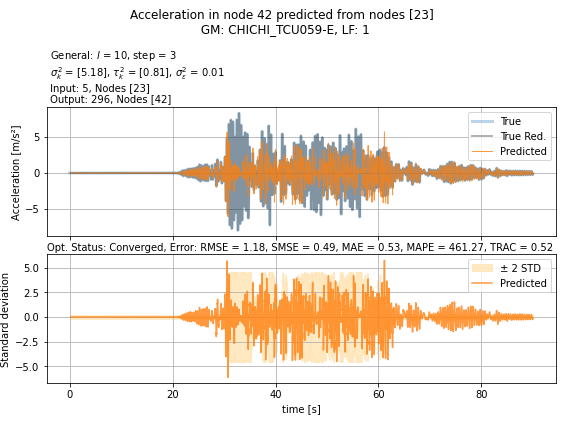 Acceleration in node 42 predicted from nodes [23]
GM: CHICHI_TCU059-E, LF: 1
General: l = 10, step = 3
σ²ₖ = [5.18], τ²ₖ = [0.81], σ²ε = 0.01
Input: 5, Nodes [23]
Output: 296, Nodes [42]
Acceleration [m/s²]
5
0
−5
True
True Red.
Predicted
Opt. Status: Converged, Error: RMSE = 1.18, SMSE = 0.49, MAE = 0.53, MAPE = 461.27, TRAC = 0.52
Standard deviation
5.0
2.5
0.0
−2.5
−5.0
± 2 STD
Predicted
0 20 40 60 80
time [s]